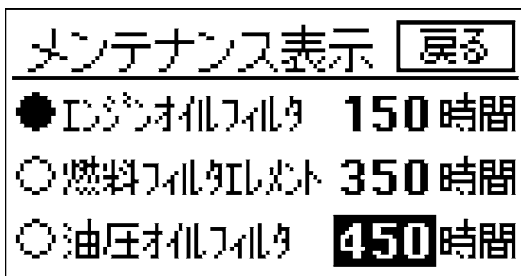 メンテナンス表示 戻る
●エンジンオイルフィルタ 150時間
○燃料フィルタエレメント 350時間
○油圧オイルフィルタ 450時間